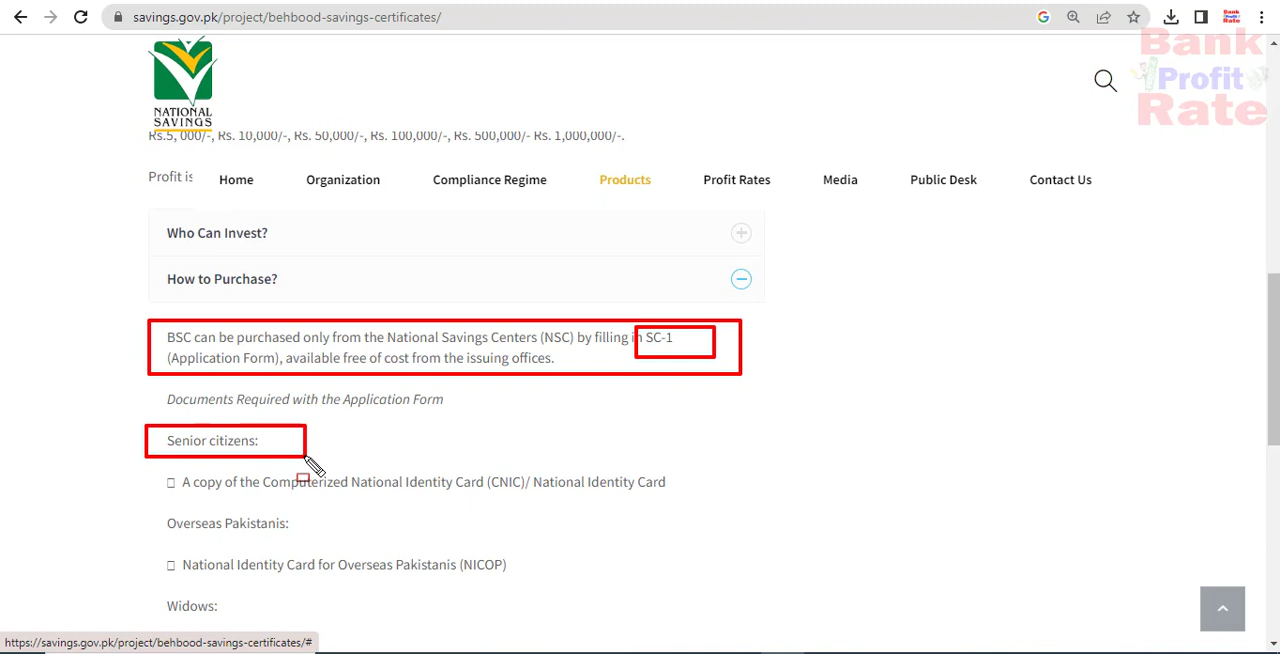 savings.gov.pk/project/behbood-savings-certificates/
Bank
Profit
Rate
NATIONAL
SAVINGS
Rs.5, 000/-, Rs. 10,000/-, Rs. 50,000/-, Rs. 100,000/-, Rs. 500,000/- Rs. 1,000,000/-.
Profit is
Home Organization Compliance Regime Products Profit Rates Media Public Desk Contact Us
Who Can Invest?
How to Purchase?
BSC can be purchased only from the National Savings Centers (NSC) by filling in SC-1
(Application Form), available free of cost from the issuing offices.
Documents Required with the Application Form
Senior citizens:
A copy of the Computerized National Identity Card (CNIC)/ National Identity Card
Overseas Pakistanis:
National Identity Card for Overseas Pakistanis (NICOP)
Widows:
https://savings.gov.pk/project/behbood-savings-certificates/#